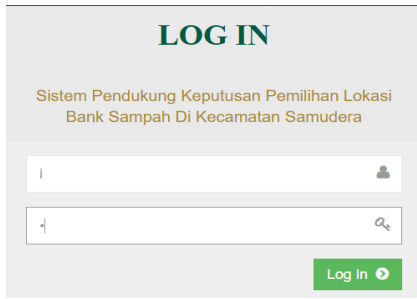 LOG IN
Sistem Pendukung Keputusan Pemilihan Lokasi
Bank Sampah Di Kecamatan Samudera
i
•
Log In